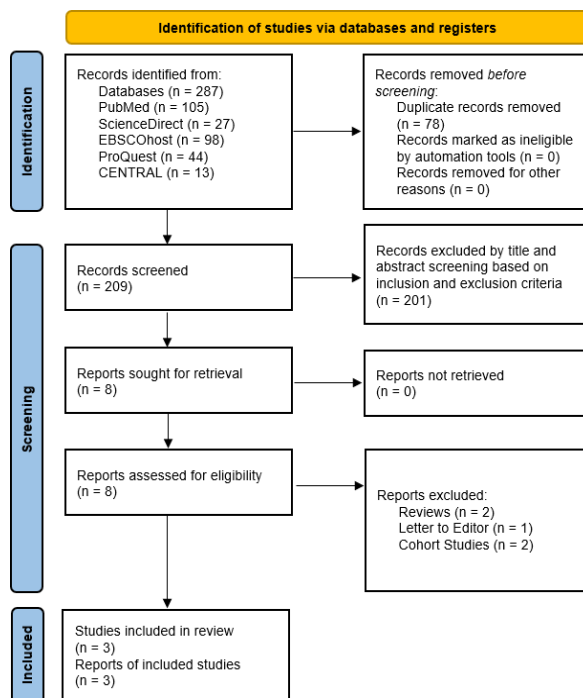 Identification of studies via databases and registers
Identification
Records identified from:
Databases (n = 287)
PubMed (n = 105)
ScienceDirect (n = 27)
EBSCOhost (n = 98)
ProQuest (n = 44)
CENTRAL (n = 13)
Records removed before
screening:
Duplicate records removed
(n = 78)
Records marked as ineligible
by automation tools (n = 0)
Records removed for other
reasons (n = 0)
Screening
Records screened
(n = 209)
Records excluded by title and
abstract screening based on
inclusion and exclusion criteria
(n = 201)
Reports sought for retrieval
(n = 8)
Reports not retrieved
(n = 0)
Reports assessed for eligibility
(n = 8)
Reports excluded:
Reviews (n = 2)
Letter to Editor (n = 1)
Cohort Studies (n = 2)
Included
Studies included in review
(n = 3)
Reports of included studies
(n = 3)